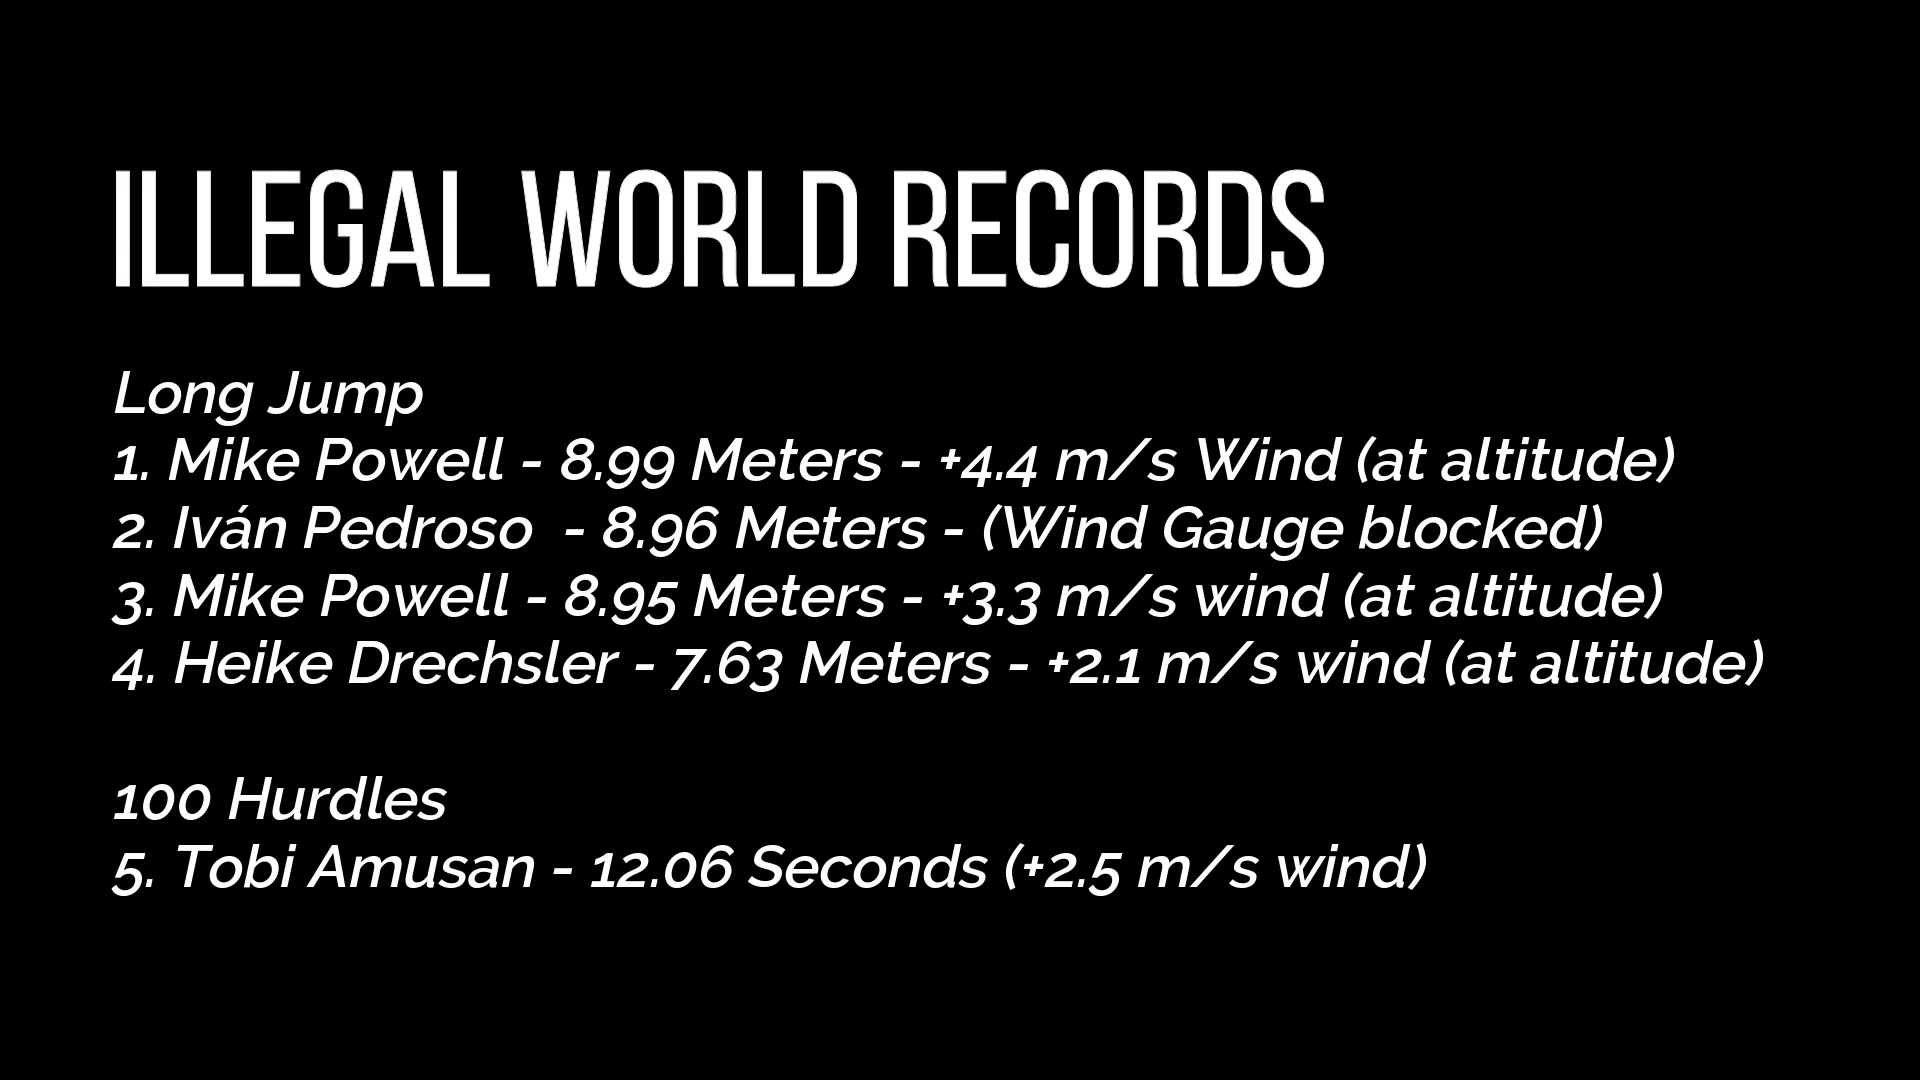 ILLEGAL WORLD RECORDS
Long Jump
1. Mike Powell - 8.99 Meters - +4.4 m/s Wind (at altitude)
2. Iván Pedroso  - 8.96 Meters - (Wind Gauge blocked)
3. Mike Powell - 8.95 Meters - +3.3 m/s wind (at altitude)
4. Heike Drechsler - 7.63 Meters - +2.1 m/s wind (at altitude)
100 Hurdles
5. Tobi Amusan - 12.06 Seconds (+2.5 m/s wind)